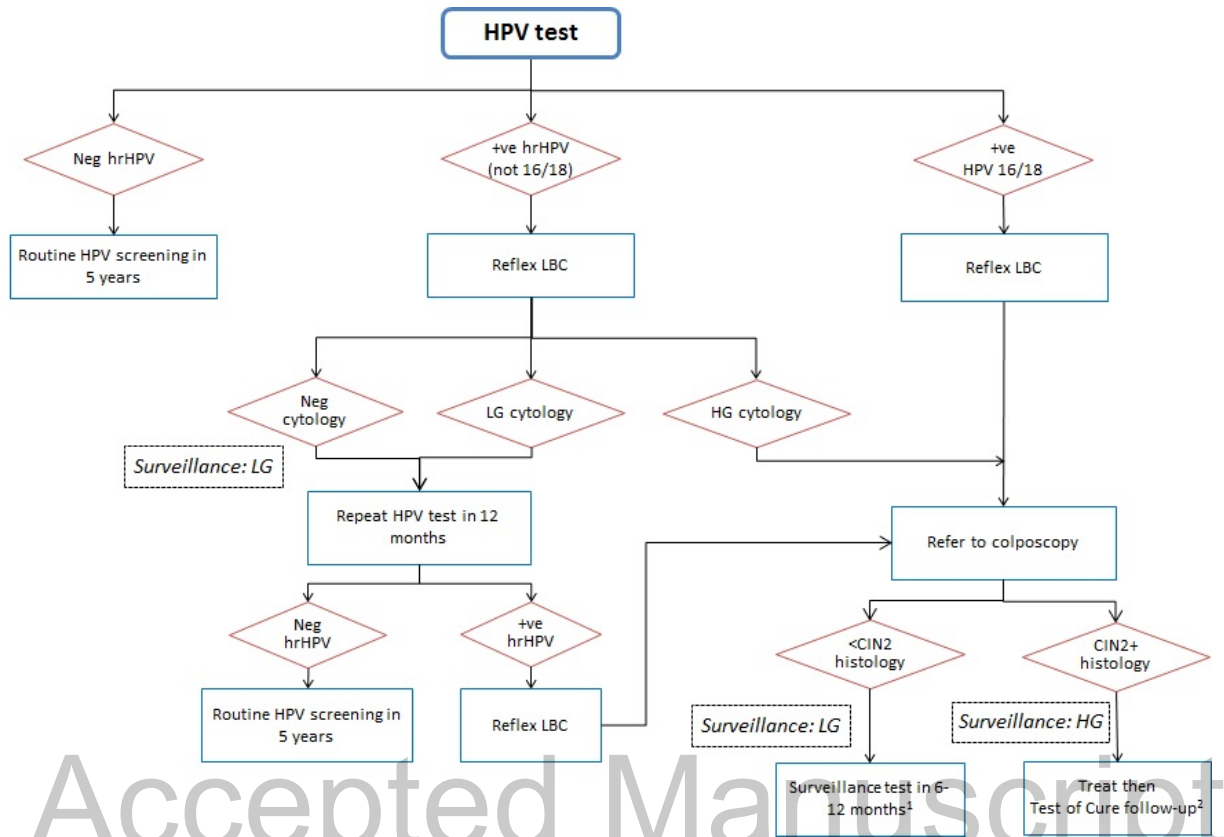 HPV test
Neg hrHPV
+ve hrHPV
(not 16/18)
+ve
HPV 16/18
Routine HPV screening in
5 years
Reflex LBC
Reflex LBC
Neg
cytology
LG cytology
HG cytology
Surveillance: LG
Repeat HPV test in 12
months
Refer to colposcopy
Neg
hrHPV
+ve
hrHPV
<CIN2
histology
CIN2+
histology
Routine HPV screening in
5 years
Reflex LBC
Surveillance: LG
Surveillance: HG
Surveillance test in 6-
12 months¹
Treat then
Test of Cure follow-up²
Accepted Manuscript